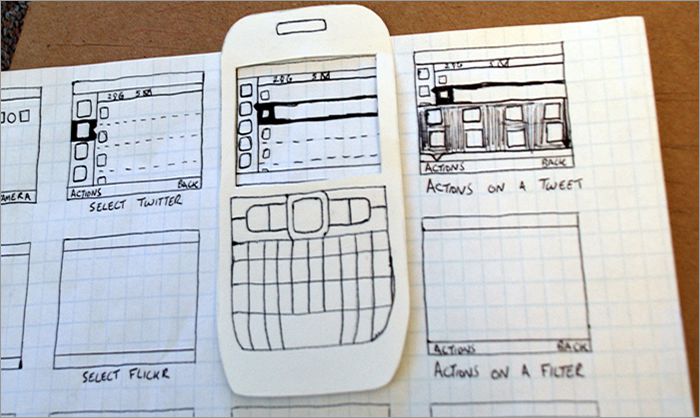 AMERA
ACTIONS BACK
SELECT TWITTER
ACTIONS BACK
ACTIONS ON A TWEET
SELECT FLICKR
ACTIONS BACK
ACTIONS ON A FILTER